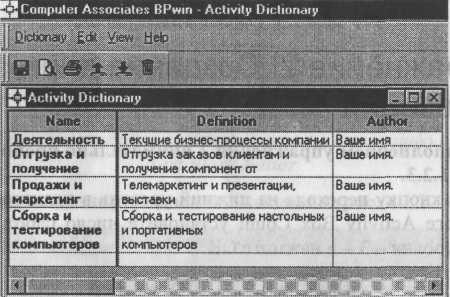 Computer Associates BPwin - Activity Dictionary
Dictionary Edit View Help
Activity Dictionary
Name Definition Author
Деятельность Текущие бизнес-процессы компании Ваше имя
Отгрузка и Отгрузка заказов клиентам и Ваше имя.
получение получение компонент от
Продажи и Телемаркетинг и презентации, Ваше имя.
маркетинг выставки
Сборка и Сборка и тестирование настольных Ваше имя.
тестирование и портативных
компьютеров компьютеров